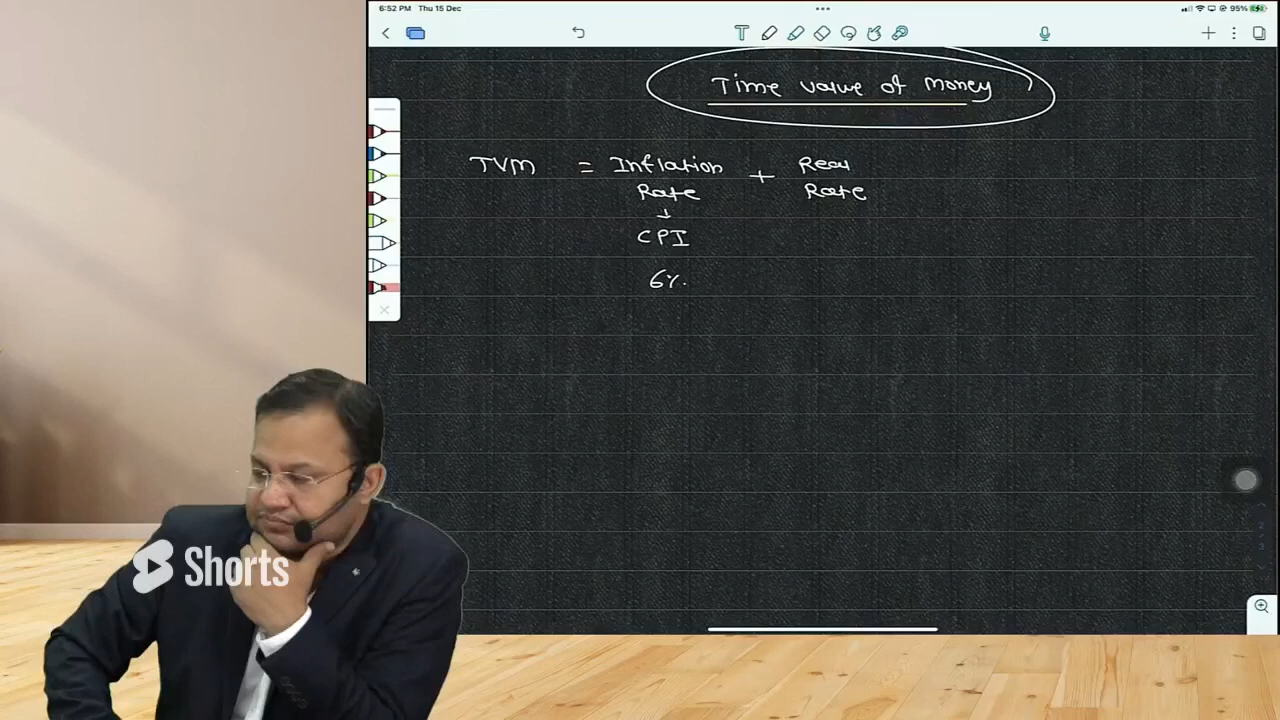 6:52 PM Thu 15 Dec
95%
Time value of money
TVM = Inflation + Real
Rate Rate
CPI
6%.
Shorts